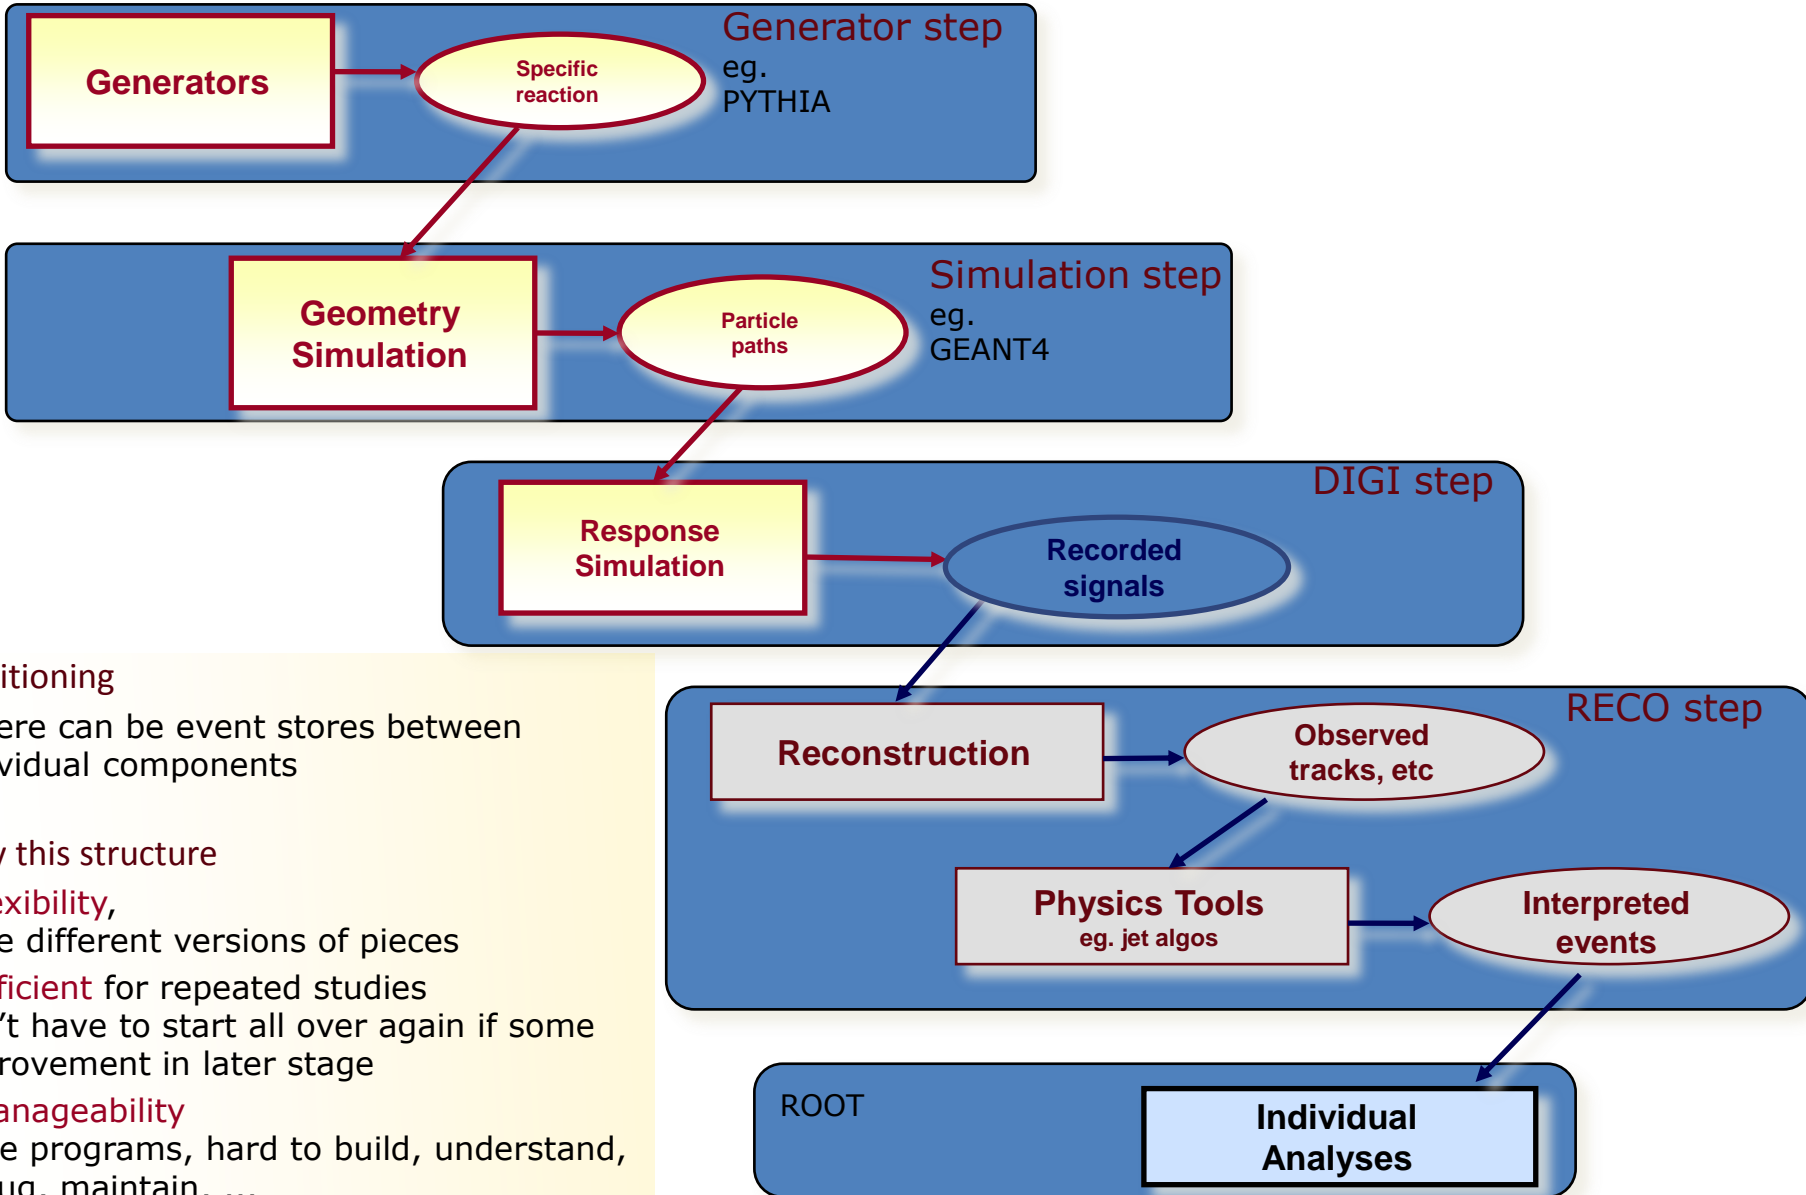 Generator step
eg.
PYTHIA
Generators
Specific
reaction
Simulation step
eg.
GEANT4
Geometry
Simulation
Particle
paths
DIGI step
Response
Simulation
Recorded
signals
RECO step
Reconstruction
Observed
tracks, etc
Physics Tools
eg. jet algos
Interpreted
events
ROOT
Individual
Analyses
itioning
ere can be event stores between
vidual components
this structure
exibility,
e different versions of pieces
ficient for repeated studies
't have to start all over again if some
rovement in later stage
anageability
e programs, hard to build, understand,
ug, maintain, ...